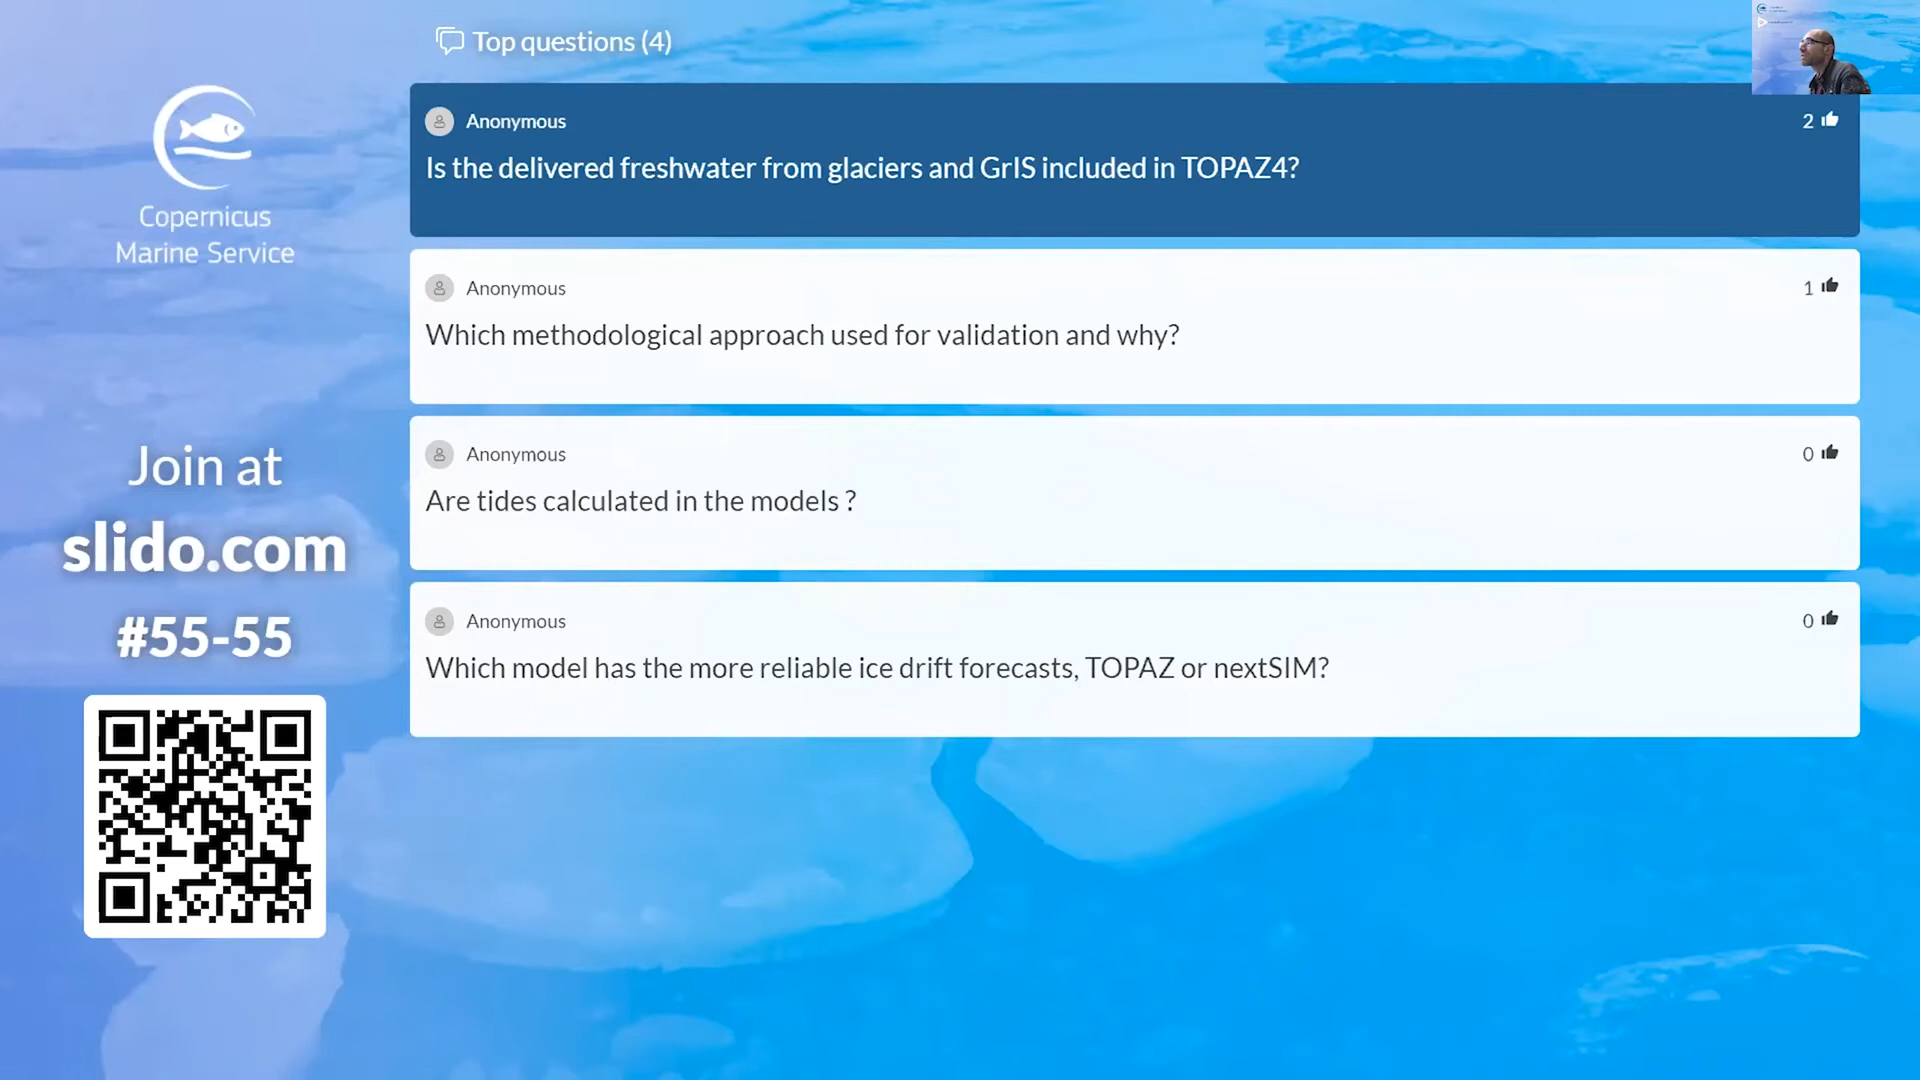 Top questions (4)
Copernicus
Marine Service
Join at
slido.com
#55-55
Anonymous
2
Is the delivered freshwater from glaciers and GrIS included in TOPAZ4?
Anonymous
1
Which methodological approach used for validation and why?
Anonymous
0
Are tides calculated in the models ?
Anonymous
0
Which model has the more reliable ice drift forecasts, TOPAZ or nextSIM?